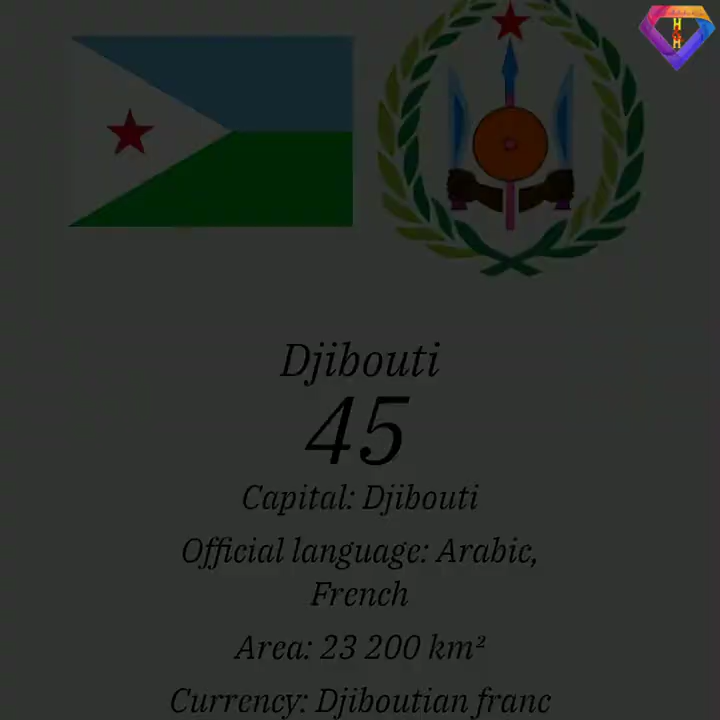 H
&
H
Djibouti
45
Capital: Djibouti
Official language: Arabic,
French
Area: 23 200 km²
Currency: Djiboutian franc